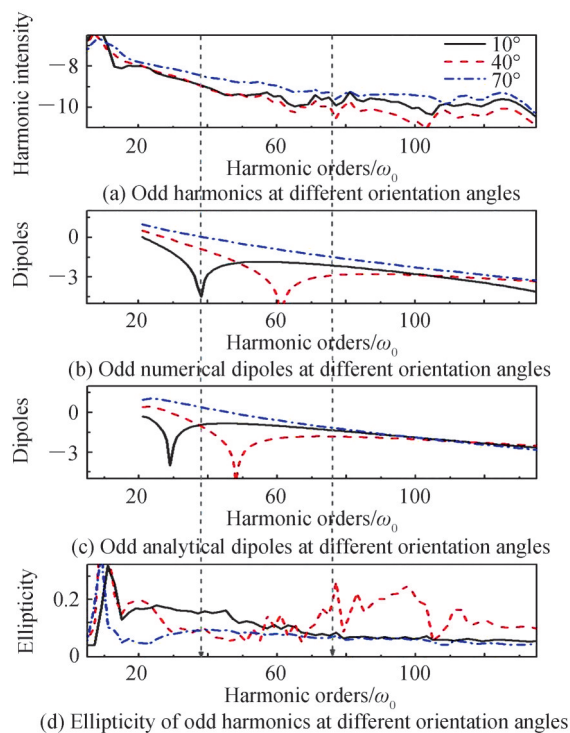 Harmonic intensity
−8
−10
10°
40°
70°
20 60 100
Harmonic orders/ω0
(a) Odd harmonics at different orientation angles
Dipoles
0
−3
20 60 100
Harmonic orders/ω0
(b) Odd numerical dipoles at different orientation angles
Dipoles
0
−3
20 60 100
Harmonic orders/ω0
(c) Odd analytical dipoles at different orientation angles
Ellipticity
0.2
0
20 60 100
Harmonic orders/ω0
(d) Ellipticity of odd harmonics at different orientation angles